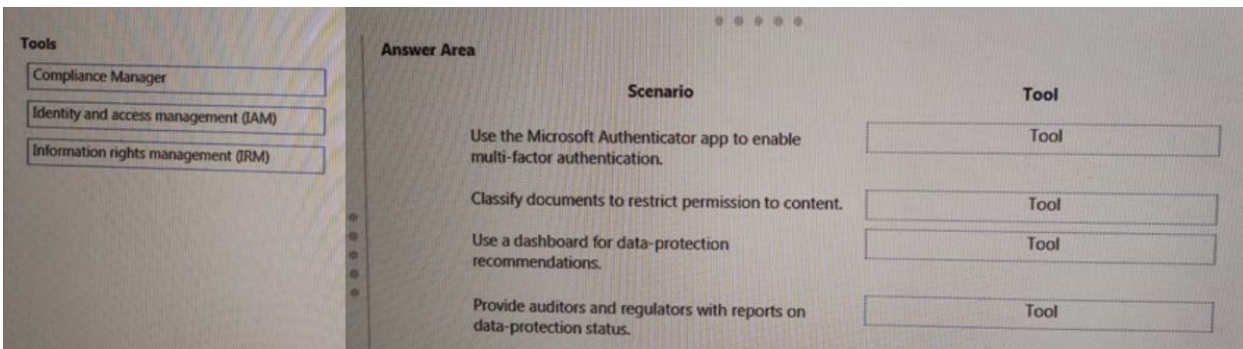 Tools
Compliance Manager
Identity and access management (IAM)
Information rights management (IRM)
Answer Area
Scenario
Tool
Use the Microsoft Authenticator app to enable
multi-factor authentication.
Tool
Classify documents to restrict permission to content.
Tool
Use a dashboard for data-protection
recommendations.
Tool
Provide auditors and regulators with reports on
data-protection status.
Tool